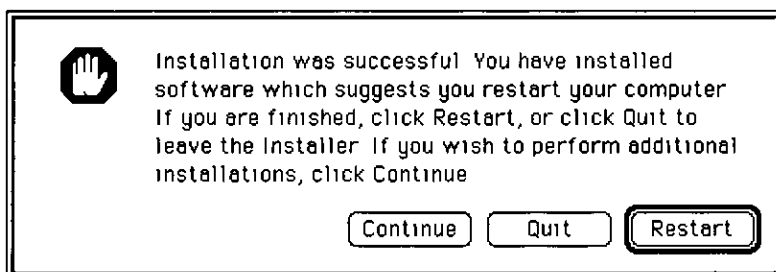 Installation was successful You have installed
software which suggests you restart your computer
If you are finished, click Restart, or click Quit to
leave the Installer If you wish to perform additional
installations, click Continue
Continue Quit Restart